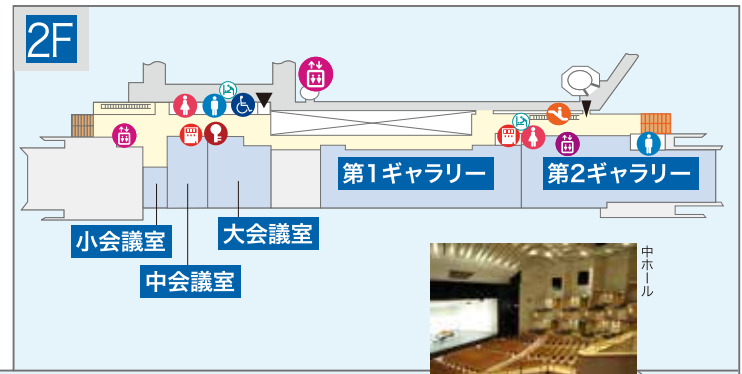 2F
第1ギャラリー
第2ギャラリー
小会議室
大会議室
中会議室
中ホール